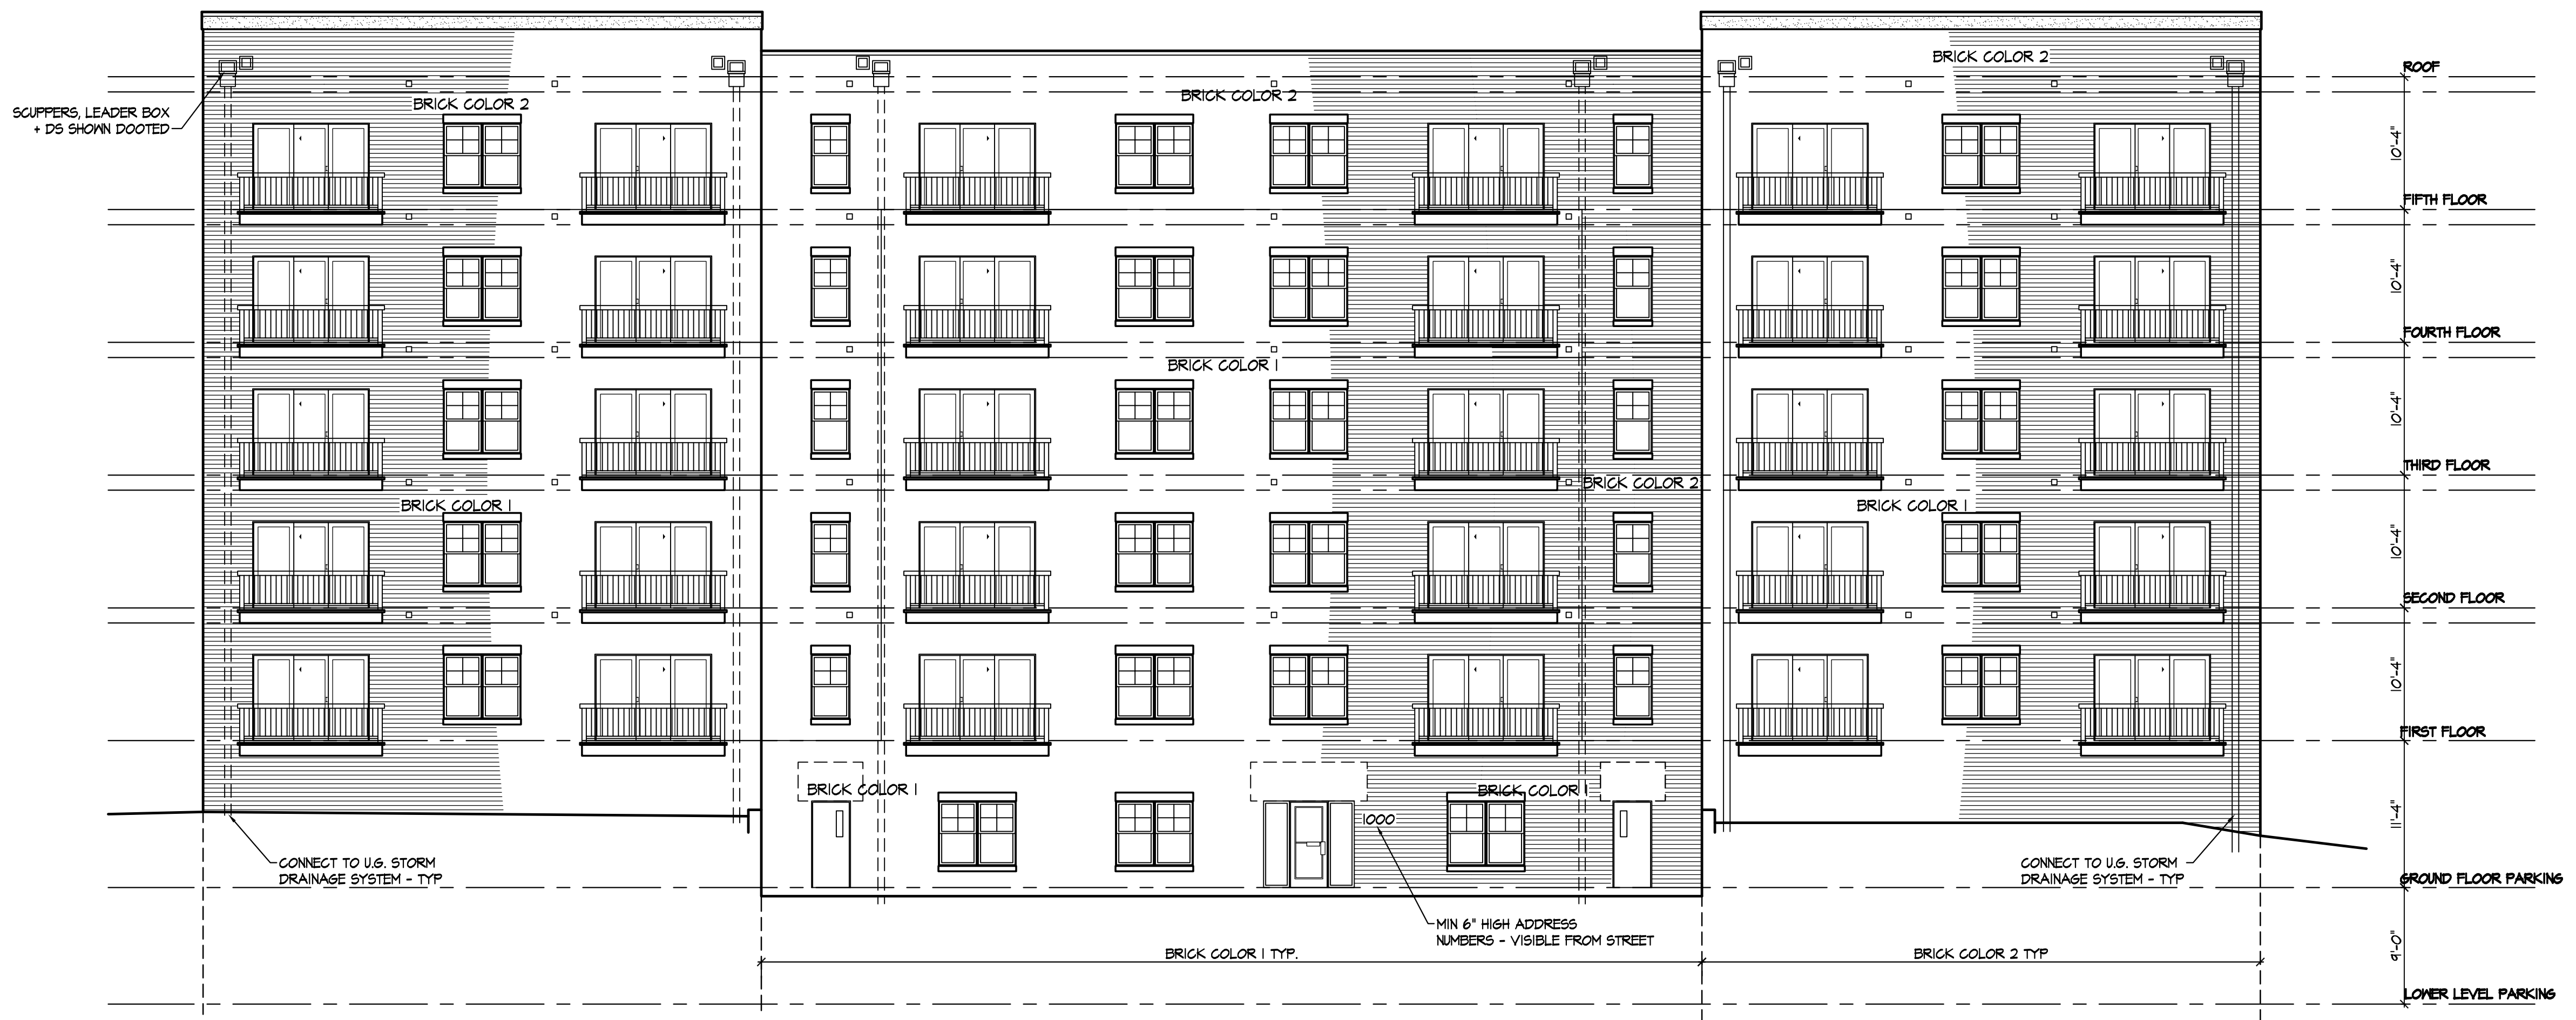 BRICK COLOR 2
ROOF
BRICK COLOR 2
BRICK COLOR 2
SCUPPERS, LEADER BOX
+ DS SHOWN DOOTED
10'-4"
FIFTH FLOOR
10'-4"
FOURTH FLOOR
BRICK COLOR 1
10'-4"
THIRD FLOOR
BRICK COLOR 2
BRICK COLOR 1
BRICK COLOR 1
10'-4"
SECOND FLOOR
10'-4"
FIRST FLOOR
BRICK COLOR 1
BRICK COLOR 1
1000
11'-4"
CONNECT TO U.G. STORM
DRAINAGE SYSTEM - TYP
CONNECT TO U.G. STORM
DRAINAGE SYSTEM - TYP
GROUND FLOOR PARKING
MIN 6" HIGH ADDRESS
NUMBERS - VISIBLE FROM STREET
BRICK COLOR 1 TYP.
BRICK COLOR 2 TYP
9'-0"
LOWER LEVEL PARKING